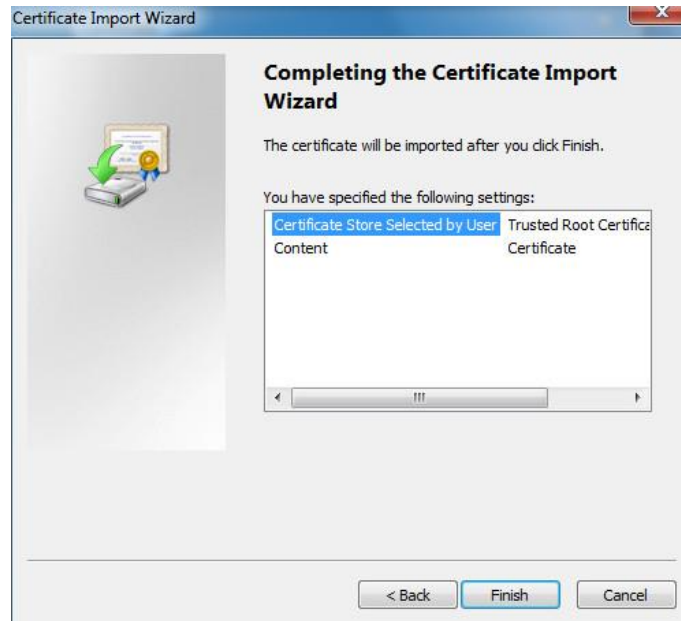 Certificate Import Wizard
Completing the Certificate Import
Wizard
The certificate will be imported after you click Finish.
You have specified the following settings:
Certificate Store Selected by User Trusted Root Certifica
Content Certificate
< Back Finish Cancel